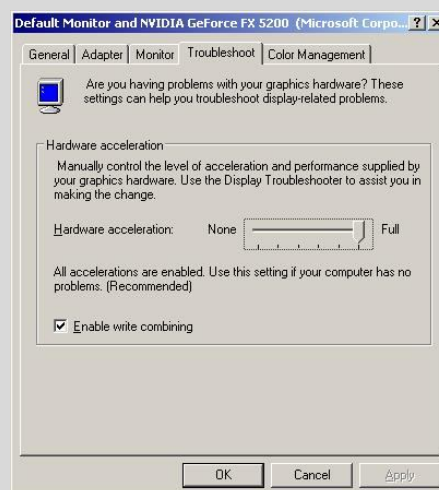 Default Monitor and NVIDIA GeForce FX 5200 (Microsoft Corpo...
General Adapter Monitor Troubleshoot Color Management
Are you having problems with your graphics hardware? These
settings can help you troubleshoot display-related problems.
Hardware acceleration
Manually control the level of acceleration and performance supplied by
your graphics hardware. Use the Display Troubleshooter to assist you in
making the change.
Hardware acceleration: None Full
All accelerations are enabled. Use this setting if your computer has no
problems. (Recommended)
Enable write combining
OK Cancel Apply